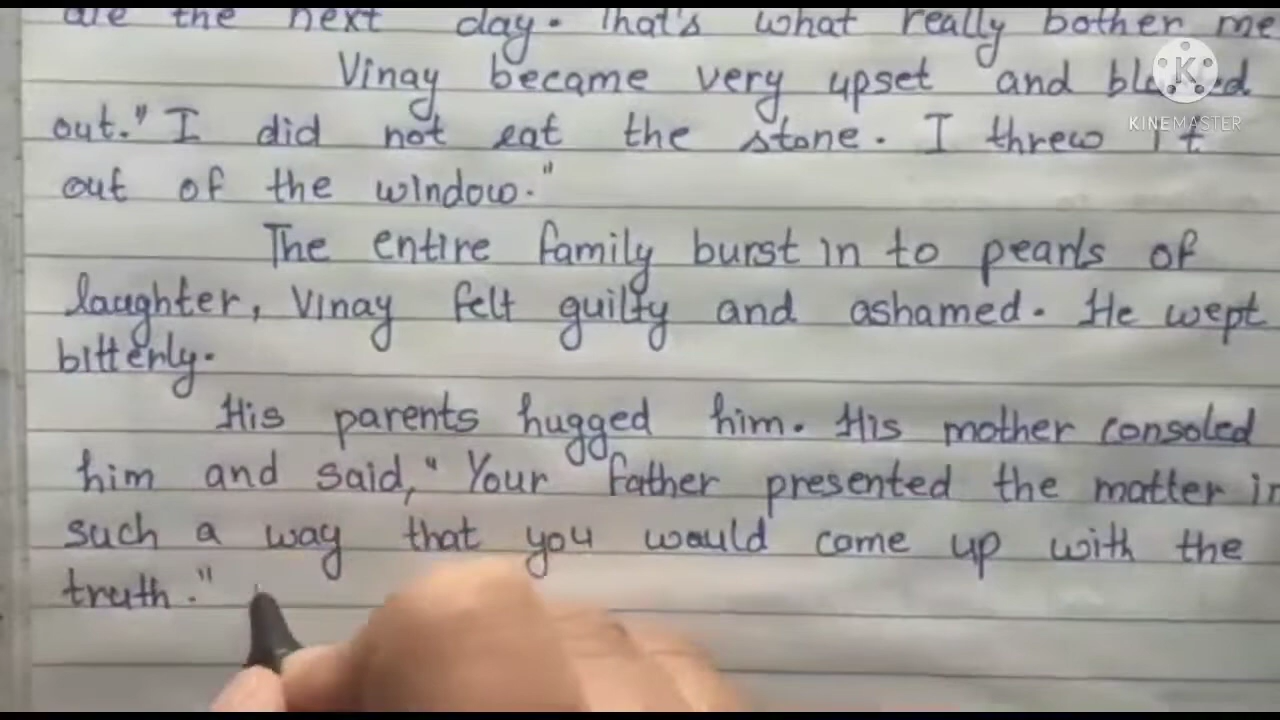 the next day. That's what really bother me
Vinay became very upset and
out." I did not eat the stone. I threw it
out of the window."
The entire family burst in to pearls of
laughter, Vinay felt guilty and ashamed. He wept
bitterly.
His parents hugged him. His mother consoled
him and said, " Your father presented the matter in
such a way that you would come up with the
truth."
K
KINEMASTER